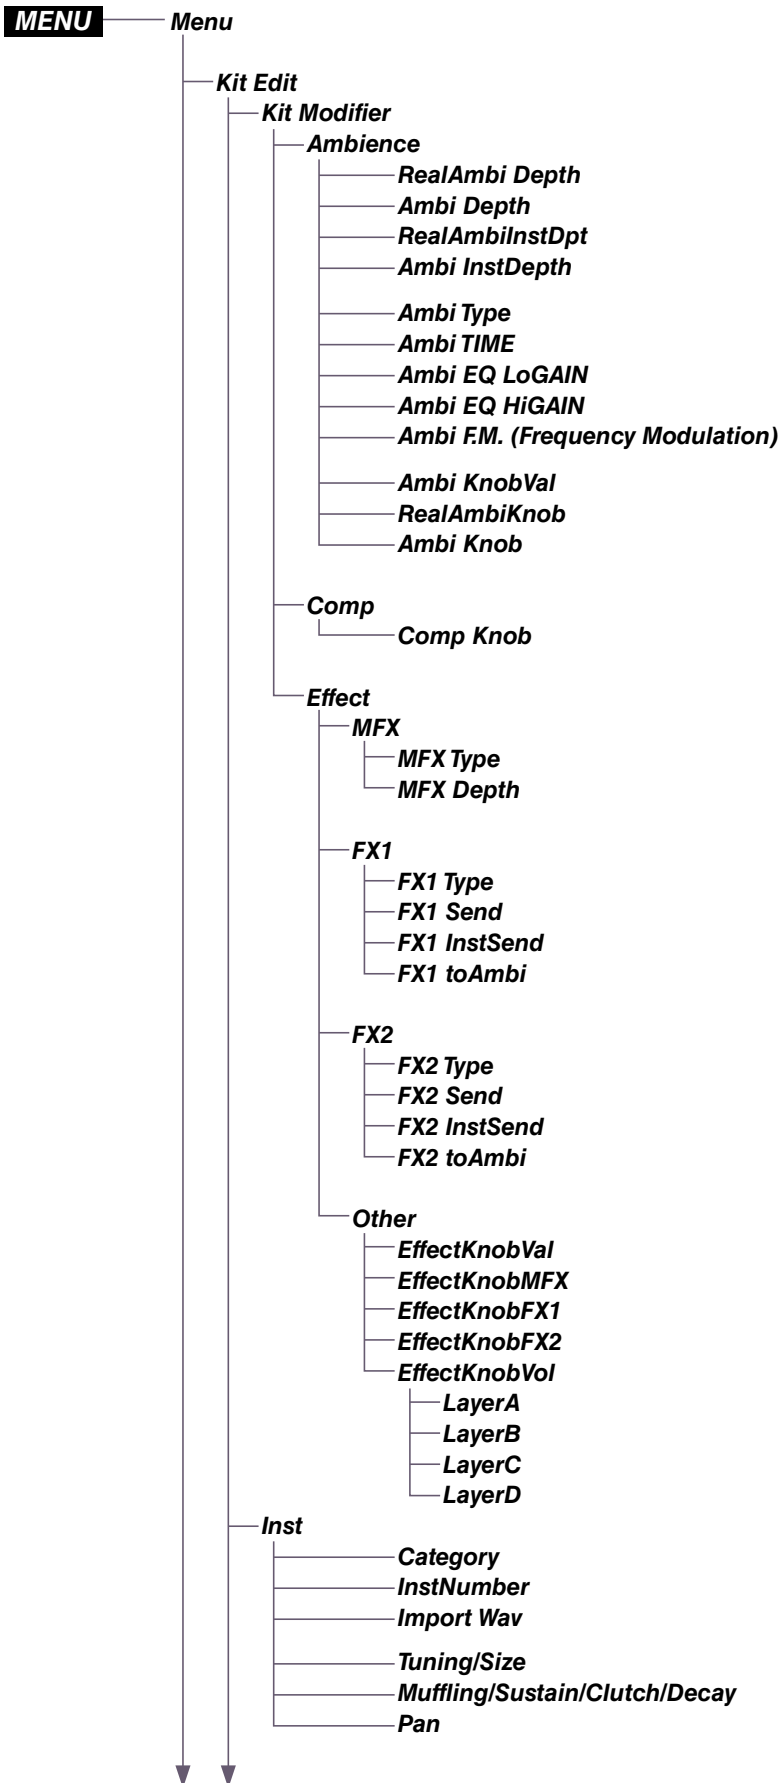 MENU Menu
Kit Edit
Kit Modifier
Ambience
RealAmbi Depth
Ambi Depth
RealAmbiInstDpt
Ambi InstDepth
Ambi Type
Ambi TIME
Ambi EQ LoGAIN
Ambi EQ HiGAIN
Ambi F.M. (Frequency Modulation)
Ambi KnobVal
RealAmbiKnob
Ambi Knob
Comp
Comp Knob
Effect
MFX
MFX Type
MFX Depth
FX1
FX1 Type
FX1 Send
FX1 InstSend
FX1 toAmbi
FX2
FX2 Type
FX2 Send
FX2 InstSend
FX2 toAmbi
Other
EffectKnobVal
EffectKnobMFX
EffectKnobFX1
EffectKnobFX2
EffectKnobVol
LayerA
LayerB
LayerC
LayerD
Inst
Category
InstNumber
Import Wav
Tuning/Size
Muffling/Sustain/Clutch/Decay
Pan